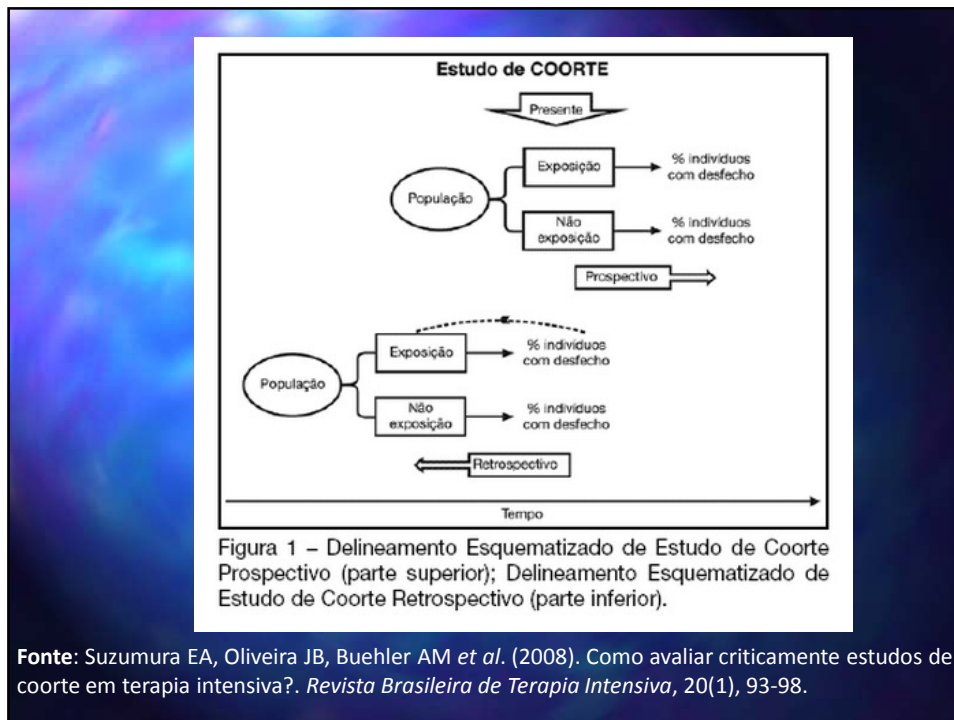 Estudo de COORTE
Presente
População
Exposição
% indivíduos
com desfecho
Não
exposição
% indivíduos
com desfecho
Prospectivo
População
Exposição
% indivíduos
com desfecho
Não
exposição
% indivíduos
com desfecho
Retrospectivo
Tempo
Figura 1 – Delineamento Esquematizado de Estudo de Coorte
Prospectivo (parte superior); Delineamento Esquematizado de
Estudo de Coorte Retrospectivo (parte inferior).
Fonte: Suzumura EA, Oliveira JB, Buehler AM et al. (2008). Como avaliar criticamente estudos de
coorte em terapia intensiva?. Revista Brasileira de Terapia Intensiva, 20(1), 93-98.